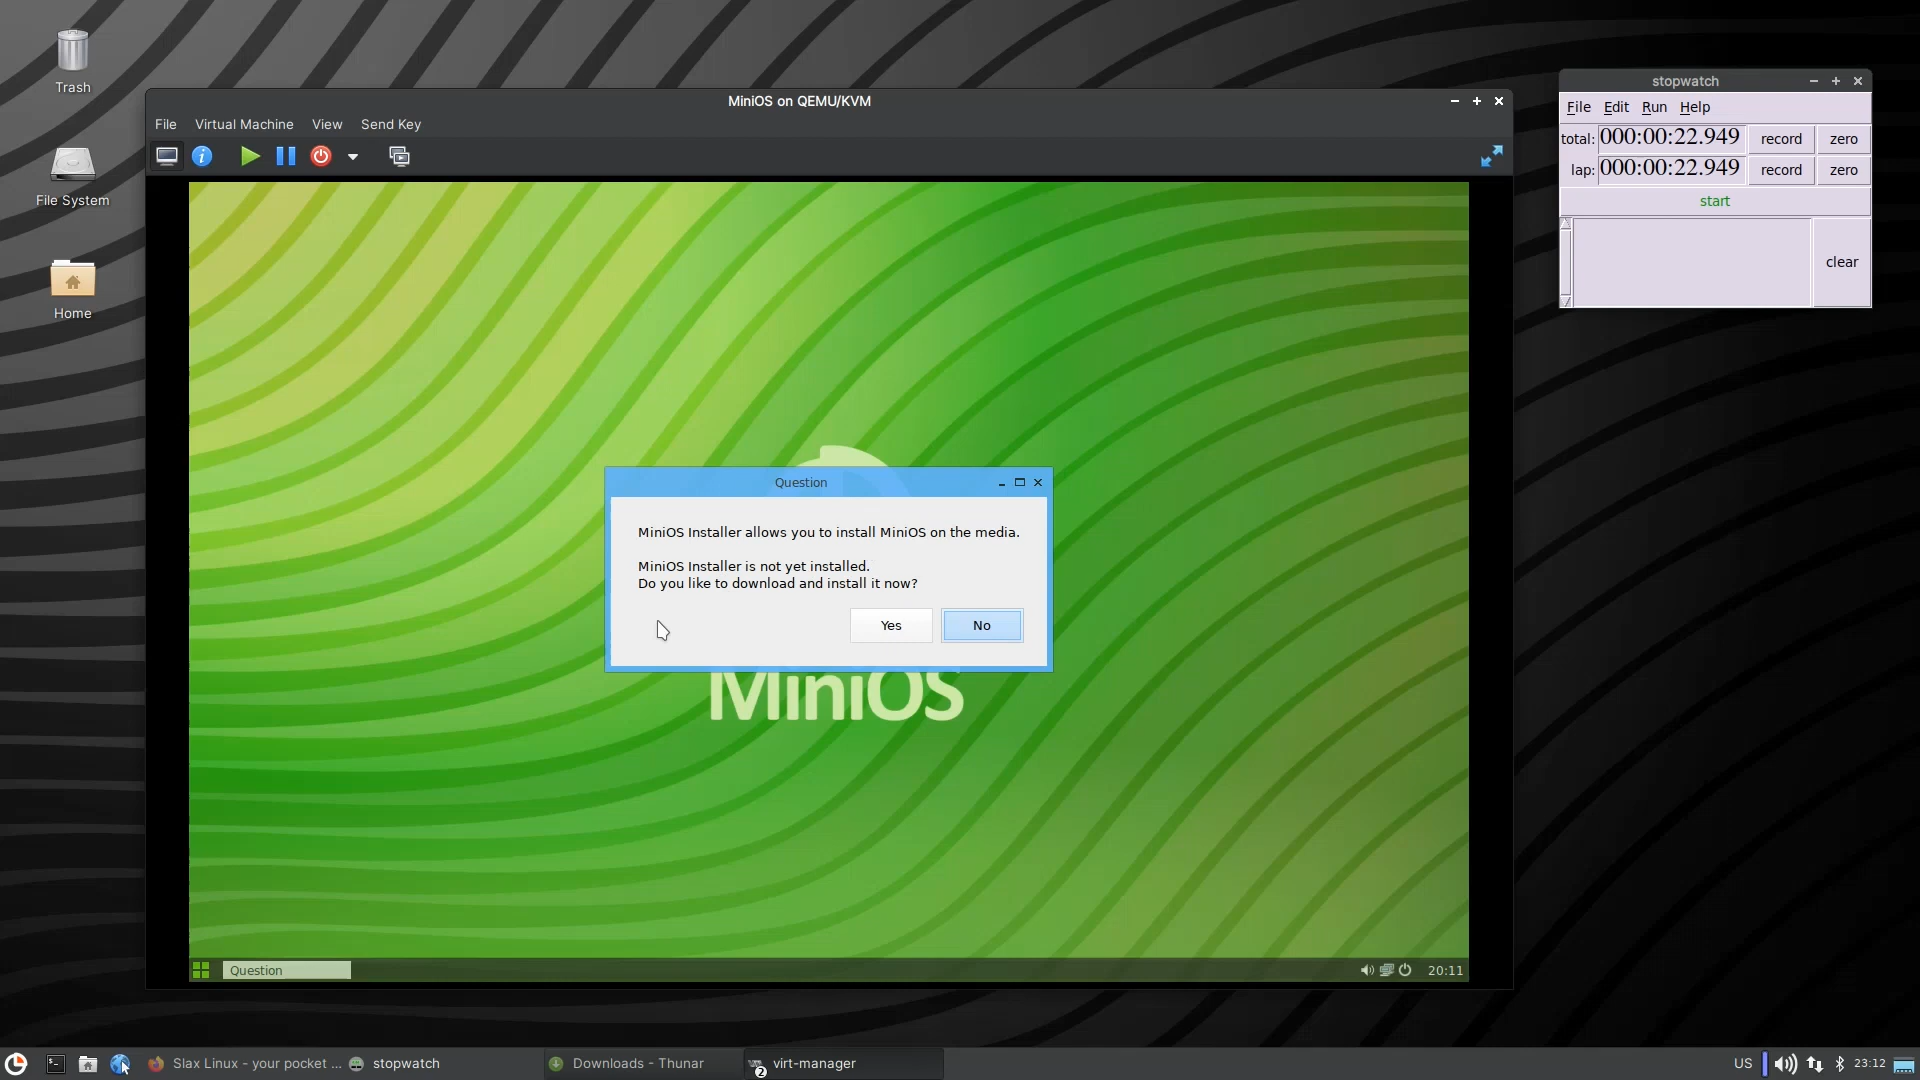 Trash
File System
Home
MiniOS on QEMU/KVM
File Virtual Machine View Send Key
stopwatch
File Edit Run Help
total: 000:00:22.949 record zero
lap: 000:00:22.949 record zero
start
clear
Question
MiniOS Installer allows you to install MiniOS on the media.
MiniOS Installer is not yet installed.
Do you like to download and install it now?
Yes No
MiniOS
Question 20:11
Slax Linux - your pocket ... stopwatch Downloads - Thunar 2 virt-manager US 23:12